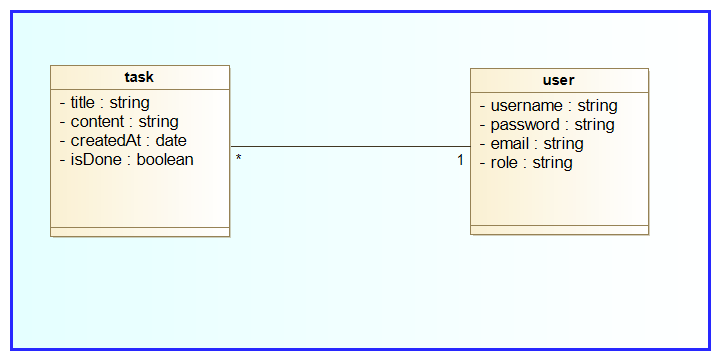 task
- title : string
- content : string
- createdAt : date
- isDone : boolean
*
1
user
- username : string
- password : string
- email : string
- role : string